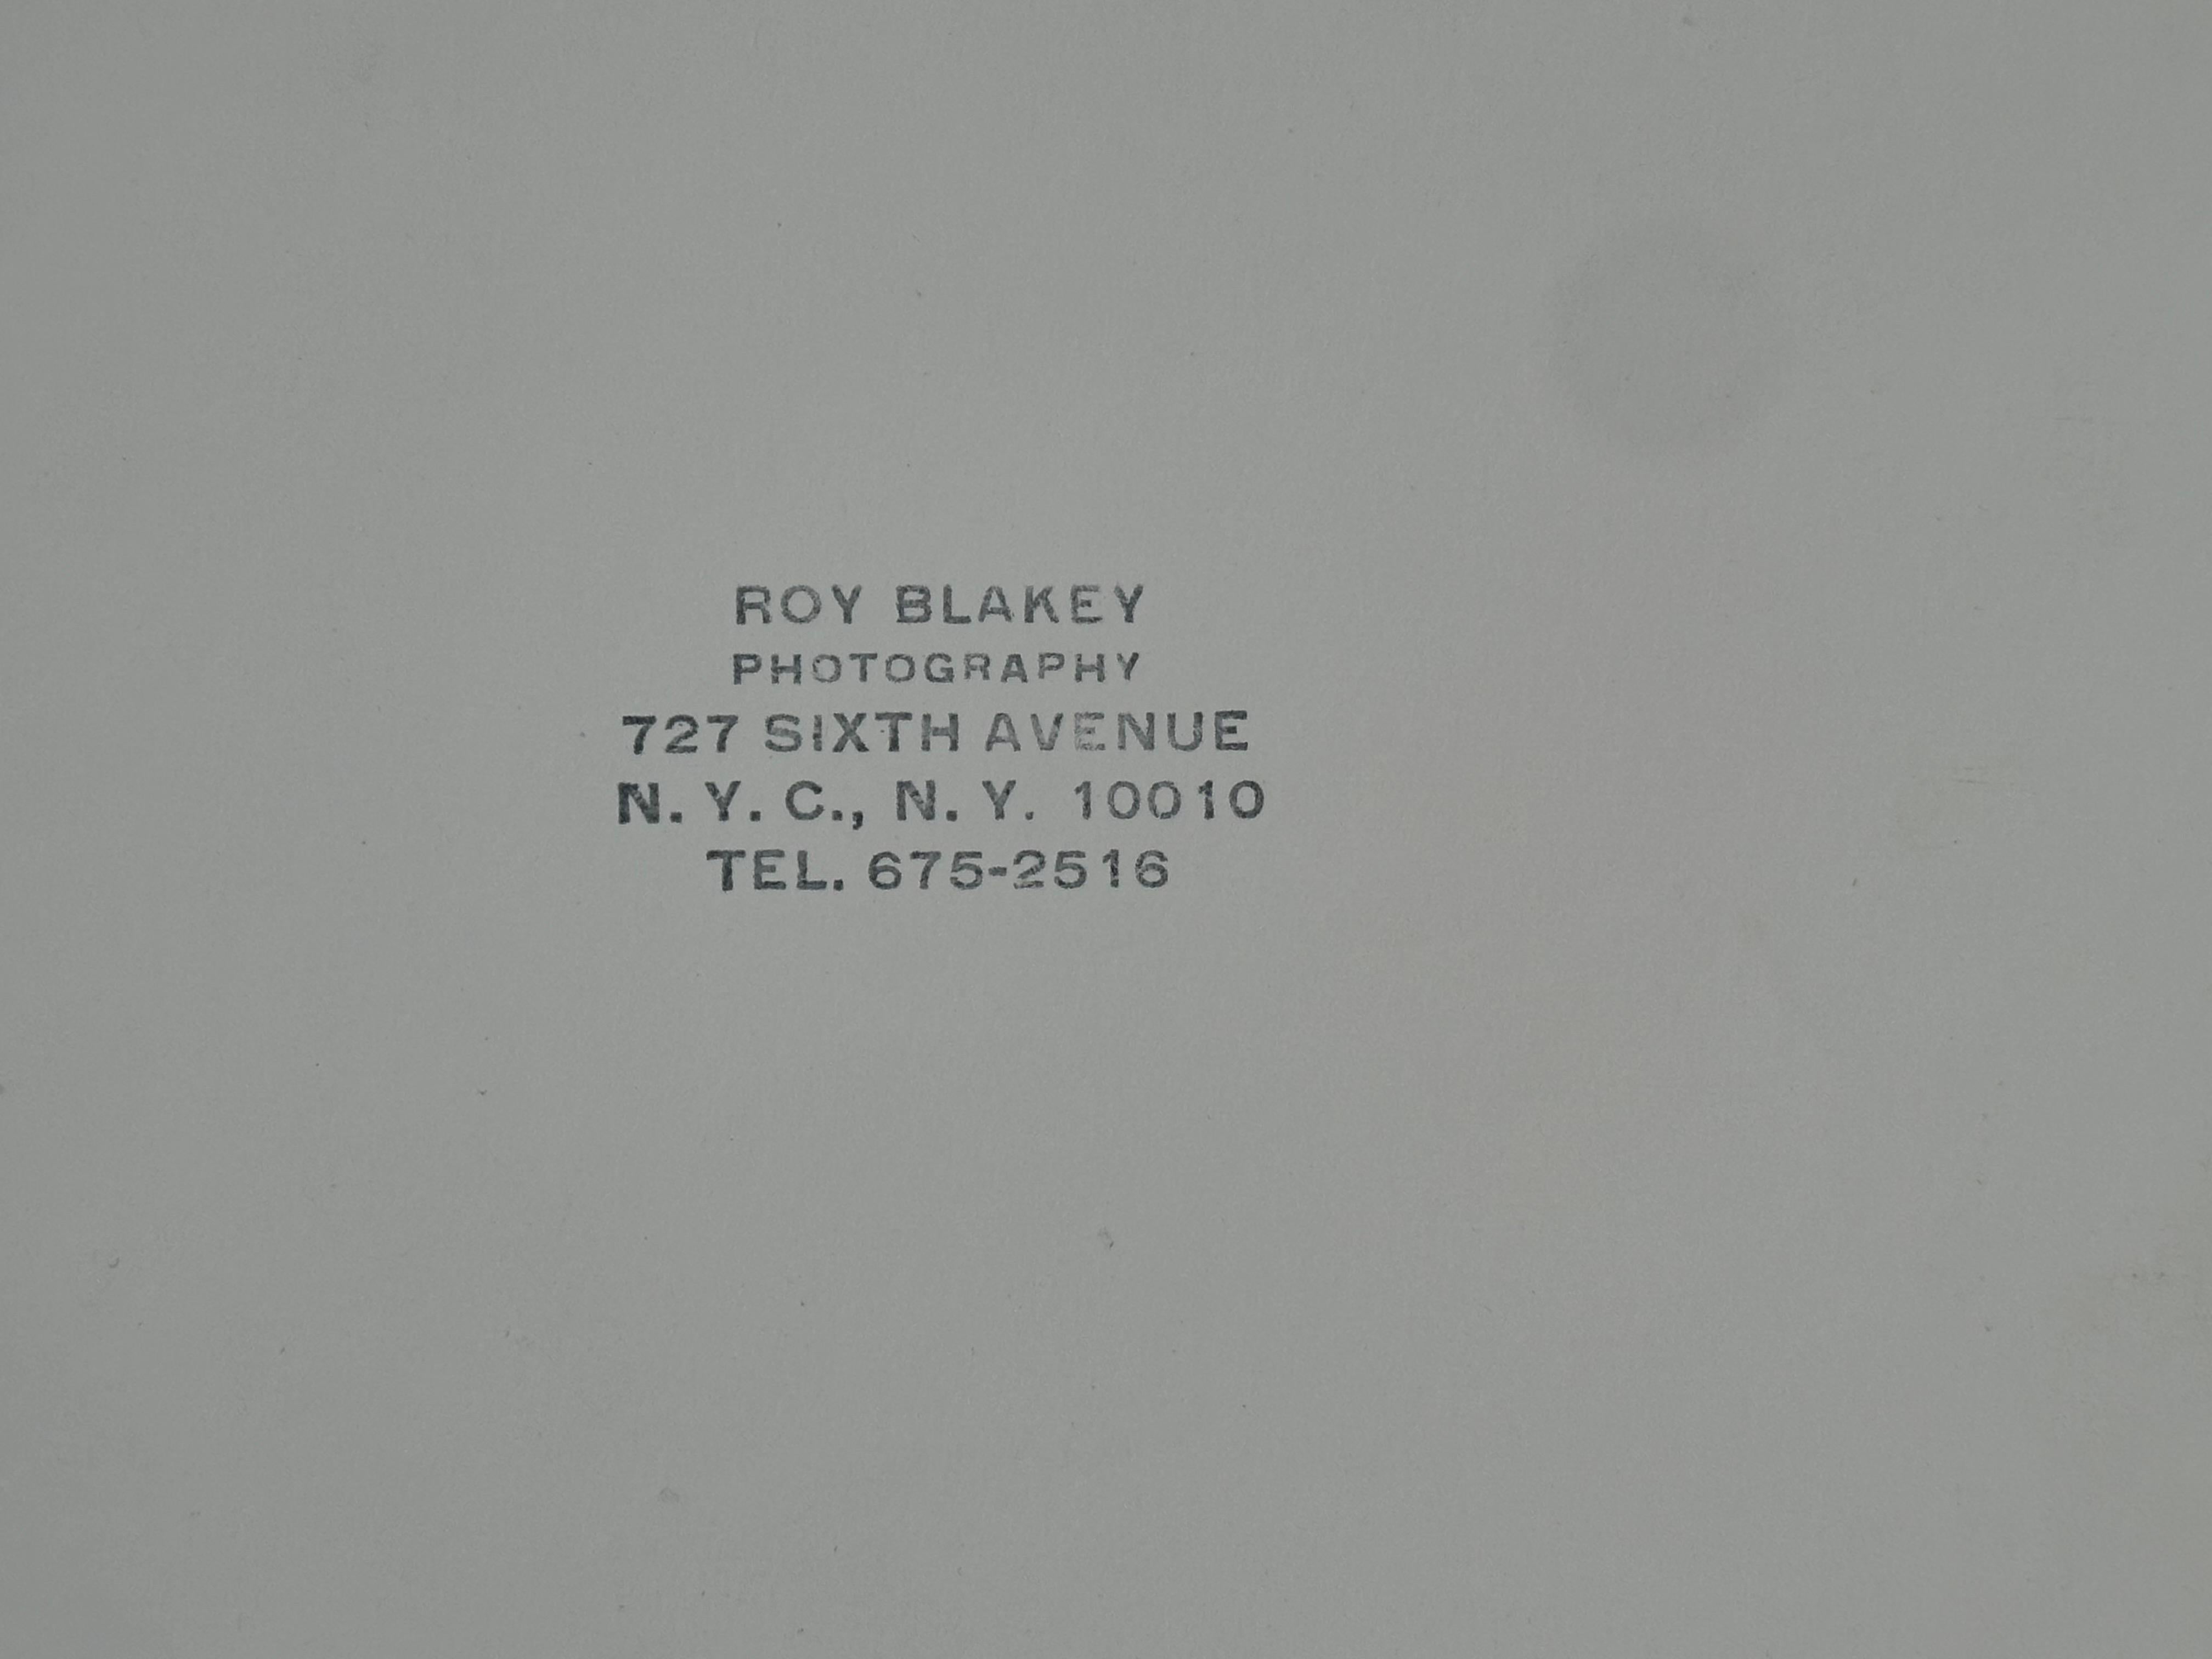 ROY BLAKEY
PHOTOGRAPHY
727 SIXTH AVENUE
N. Y. C., N. Y. 10010
TEL. 675-2516